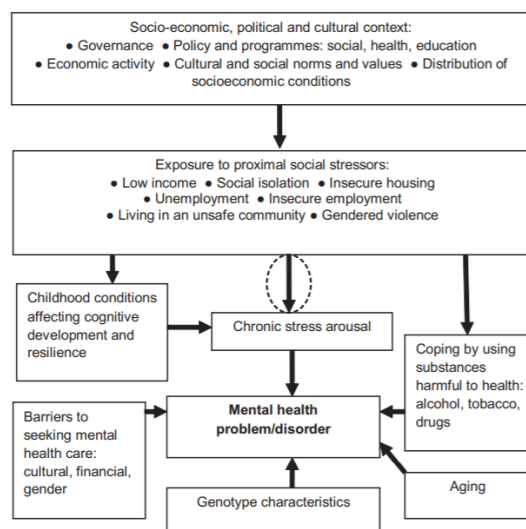 Socio-economic, political and cultural context:
● Governance ● Policy and programmes: social, health, education
● Economic activity ● Cultural and social norms and values ● Distribution of
socioeconomic conditions
Exposure to proximal social stressors:
● Low income ● Social isolation ● Insecure housing
● Unemployment ● Insecure employment
● Living in an unsafe community ● Gendered violence
Childhood conditions
affecting cognitive
development and
resilience
Chronic stress arousal
Coping by using
substances
harmful to health:
alcohol, tobacco,
drugs
Barriers to
seeking mental
health care:
cultural, financial,
gender
Mental health
problem/disorder
Aging
Genotype characteristics